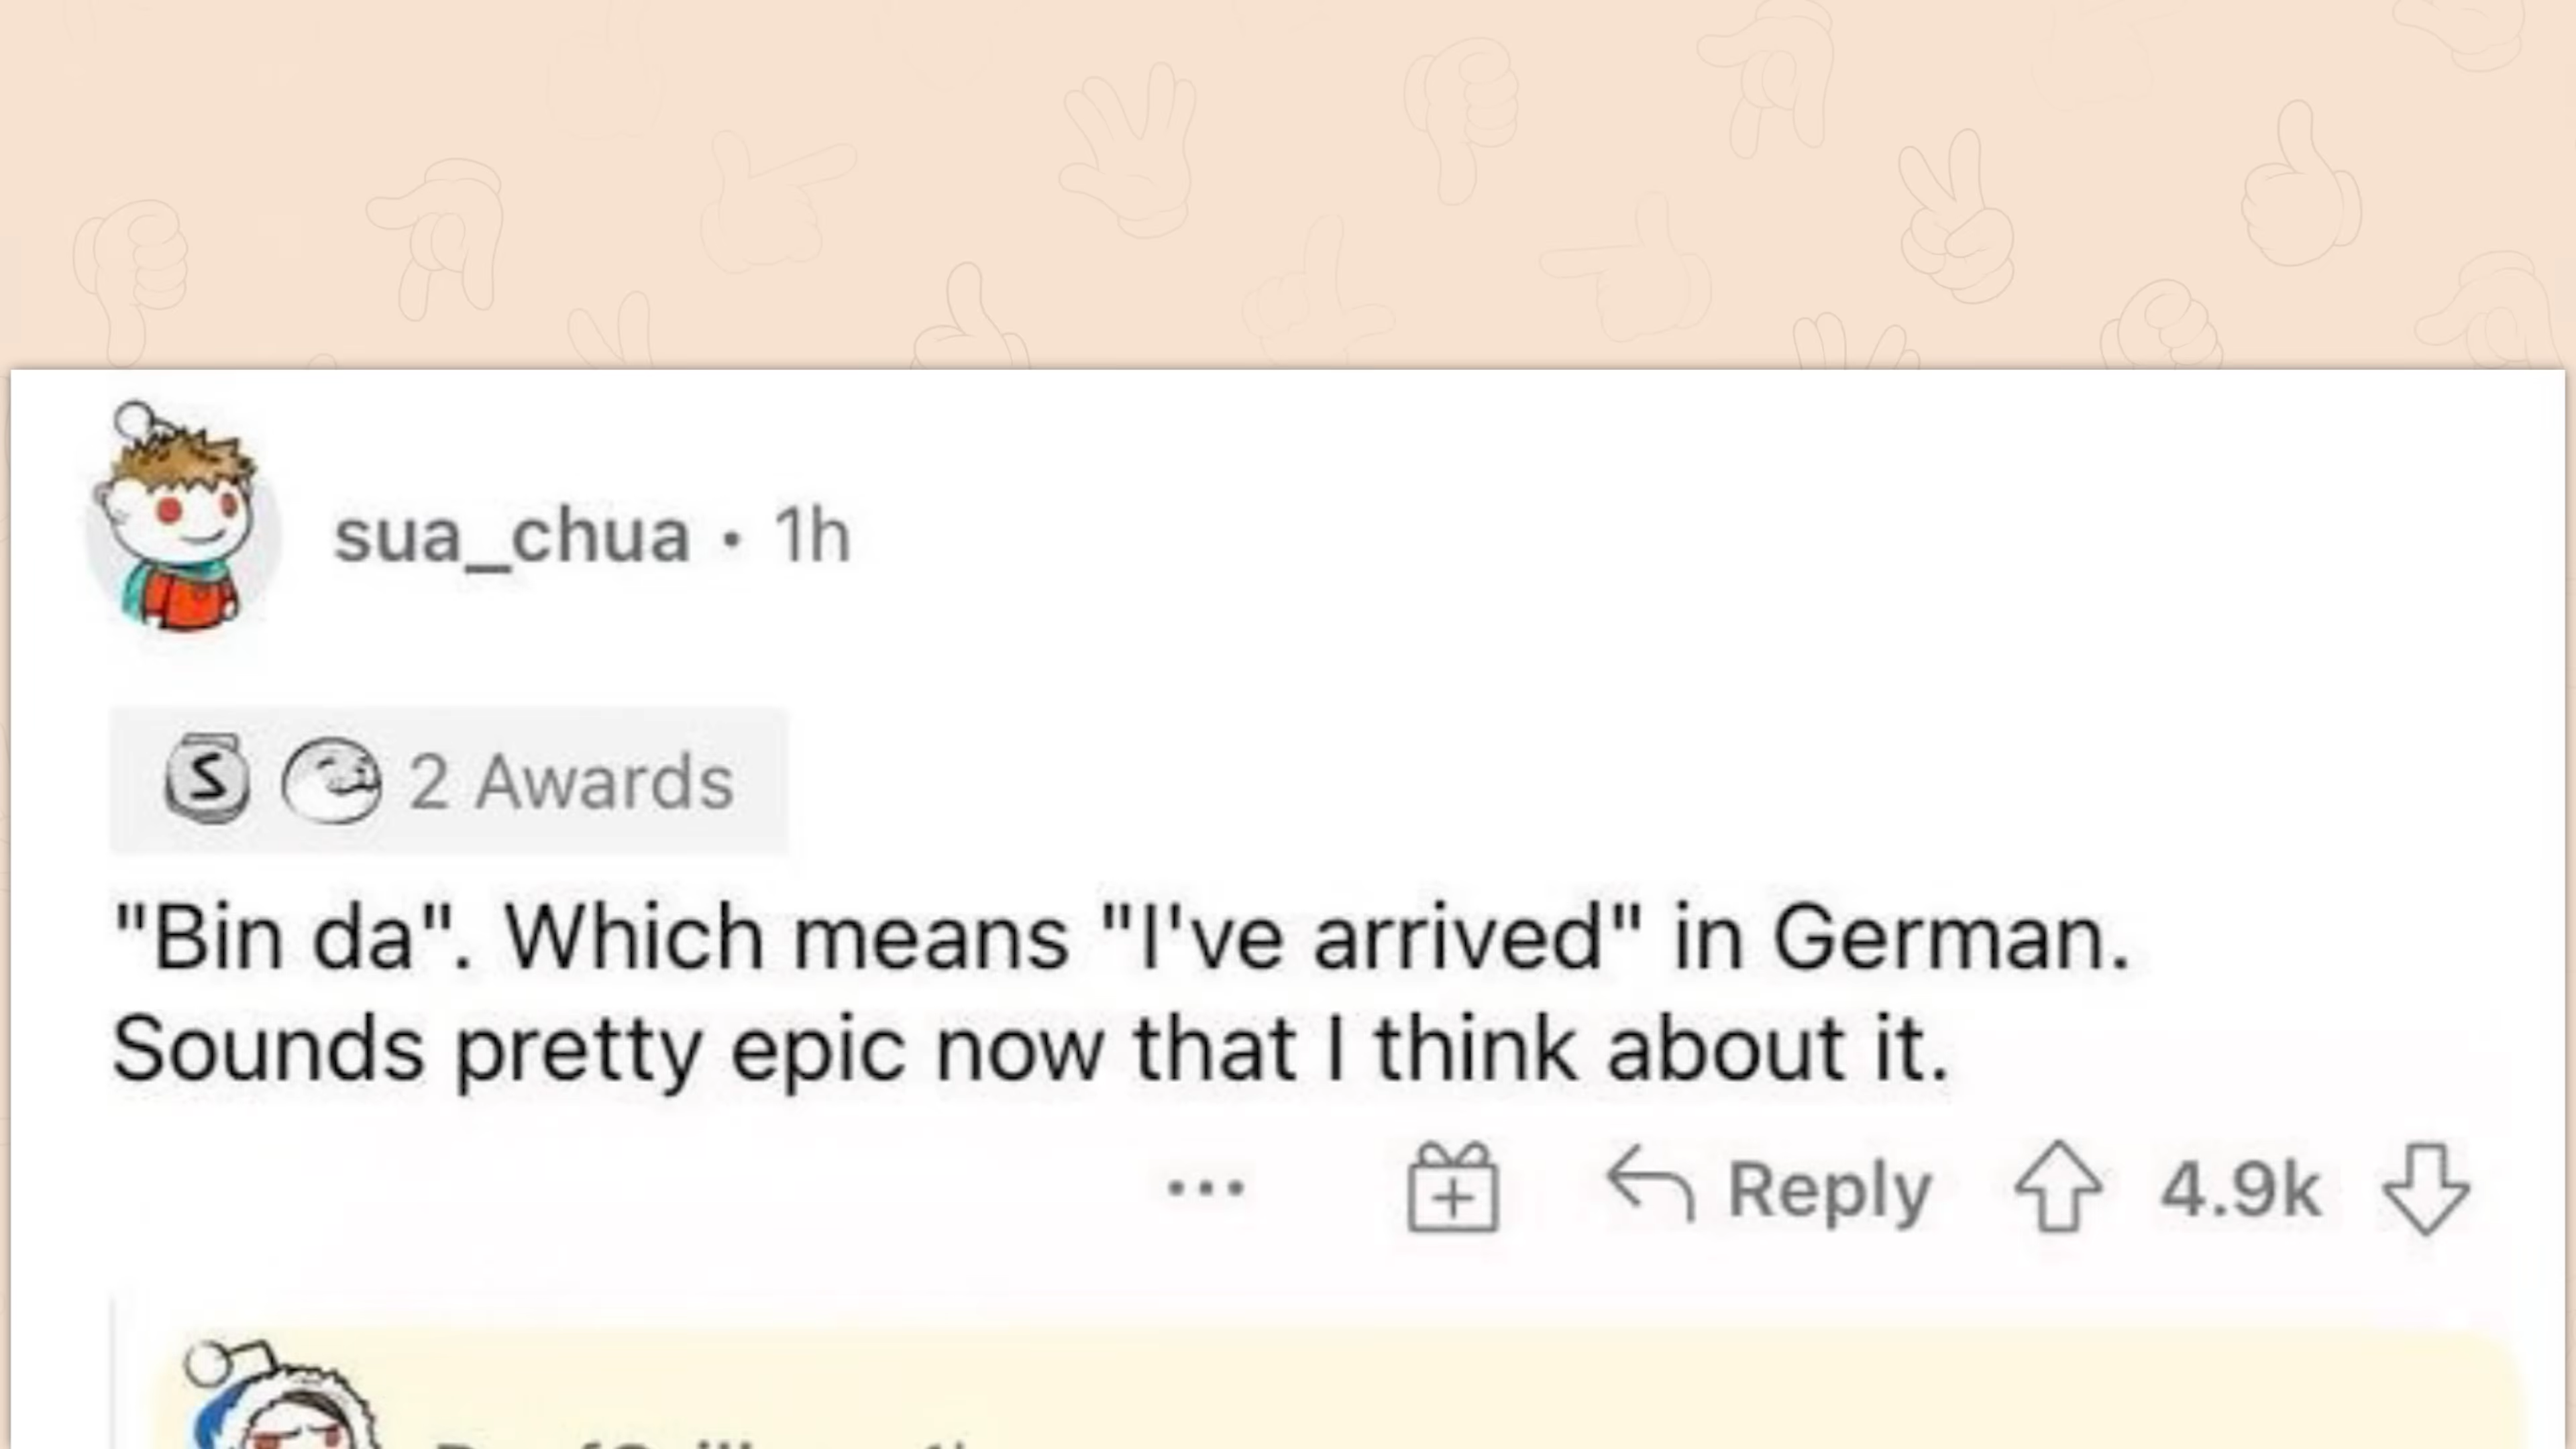 sua_chua • 1h
S 2 Awards
"Bin da". Which means "I've arrived" in German.
Sounds pretty epic now that I think about it.
... Reply 4.9k